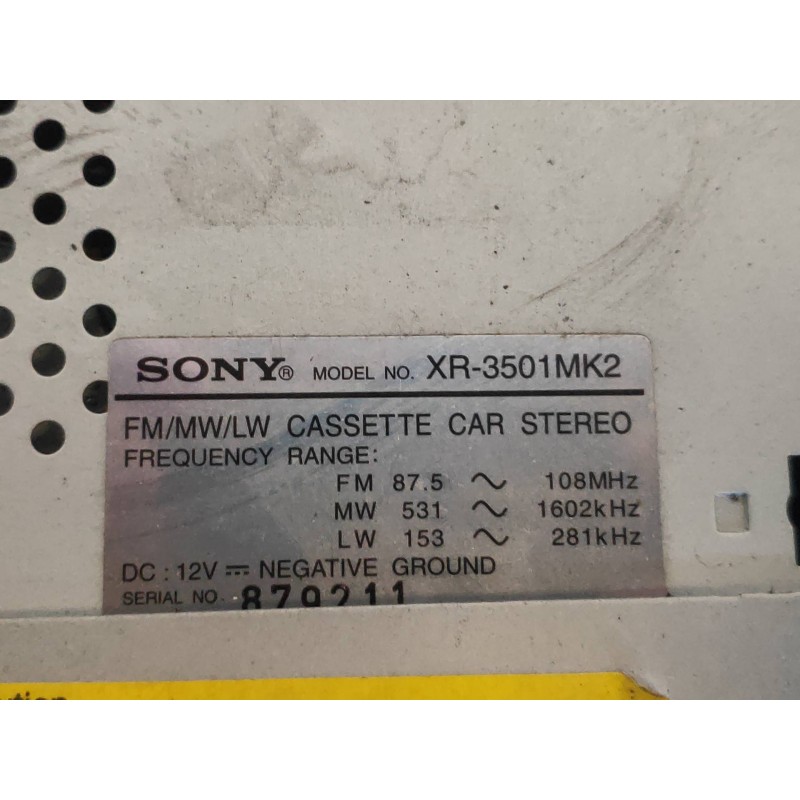 SONY® MODEL NO. XR-3501MK2
FM/MW/LW CASSETTE CAR STEREO
FREQUENCY RANGE:
FM 87.5 ～ 108MHz
MW 531 ～ 1602kHz
LW 153 ～ 281kHz
DC : 12V ⎓ NEGATIVE GROUND
SERIAL NO. 879211